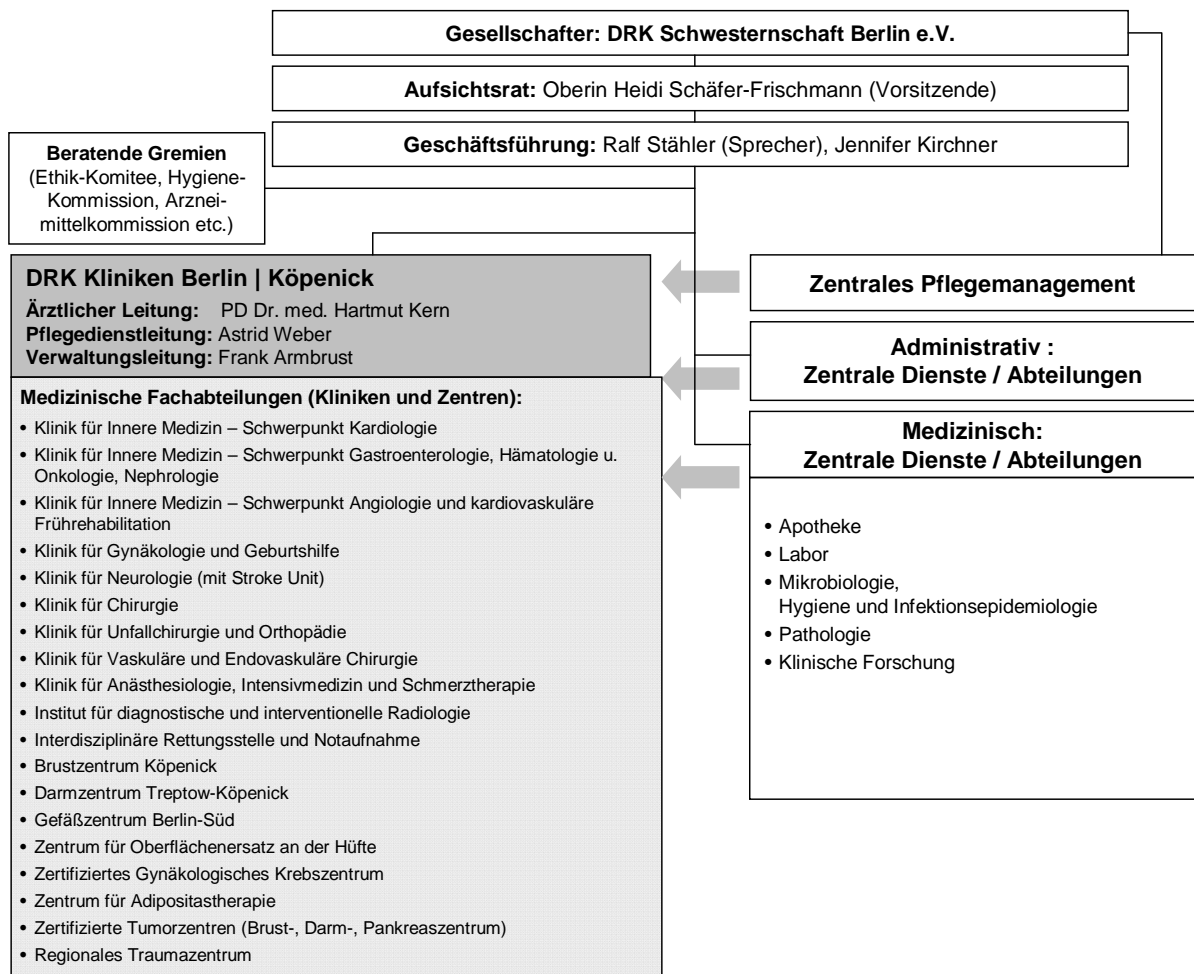 Gesellschafter: DRK Schwesternschaft Berlin e.V.
Aufsichtsrat: Oberin Heidi Schäfer-Frischmann (Vorsitzende)
Geschäftsführung: Ralf Stähler (Sprecher), Jennifer Kirchner
Beratende Gremien
(Ethik-Komitee, Hygiene-
Kommission, Arznei-
mittelkommission etc.)
DRK Kliniken Berlin | Köpenick
Ärztlicher Leitung: PD Dr. med. Hartmut Kern
Pflegedienstleitung: Astrid Weber
Verwaltungsleitung: Frank Armbrust
Medizinische Fachabteilungen (Kliniken und Zentren):
• Klinik für Innere Medizin – Schwerpunkt Kardiologie
• Klinik für Innere Medizin – Schwerpunkt Gastroenterologie, Hämatologie u.
Onkologie, Nephrologie
• Klinik für Innere Medizin – Schwerpunkt Angiologie und kardiovaskuläre
Frührehabilitation
• Klinik für Gynäkologie und Geburtshilfe
• Klinik für Neurologie (mit Stroke Unit)
• Klinik für Chirurgie
• Klinik für Unfallchirurgie und Orthopädie
• Klinik für Vaskuläre und Endovaskuläre Chirurgie
• Klinik für Anästhesiologie, Intensivmedizin und Schmerztherapie
• Institut für diagnostische und interventionelle Radiologie
• Interdisziplinäre Rettungsstelle und Notaufnahme
• Brustzentrum Köpenick
• Darmzentrum Treptow-Köpenick
• Gefäßzentrum Berlin-Süd
• Zentrum für Oberflächenersatz an der Hüfte
• Zertifiziertes Gynäkologisches Krebszentrum
• Zentrum für Adipositastherapie
• Zertifizierte Tumorzentren (Brust-, Darm-, Pankreaszentrum)
• Regionales Traumazentrum
Zentrales Pflegemanagement
Administrativ :
Zentrale Dienste / Abteilungen
Medizinisch:
Zentrale Dienste / Abteilungen
• Apotheke
• Labor
• Mikrobiologie,
Hygiene und Infektionsepidemiologie
• Pathologie
• Klinische Forschung